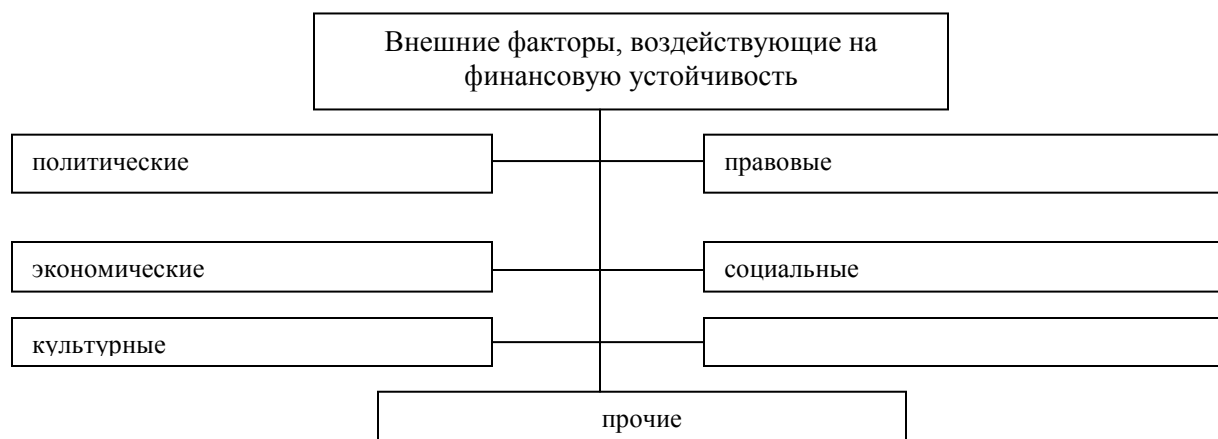 Внешние факторы, воздействующие на
финансовую устойчивость
политические
правовые
экономические
социальные
культурные
прочие